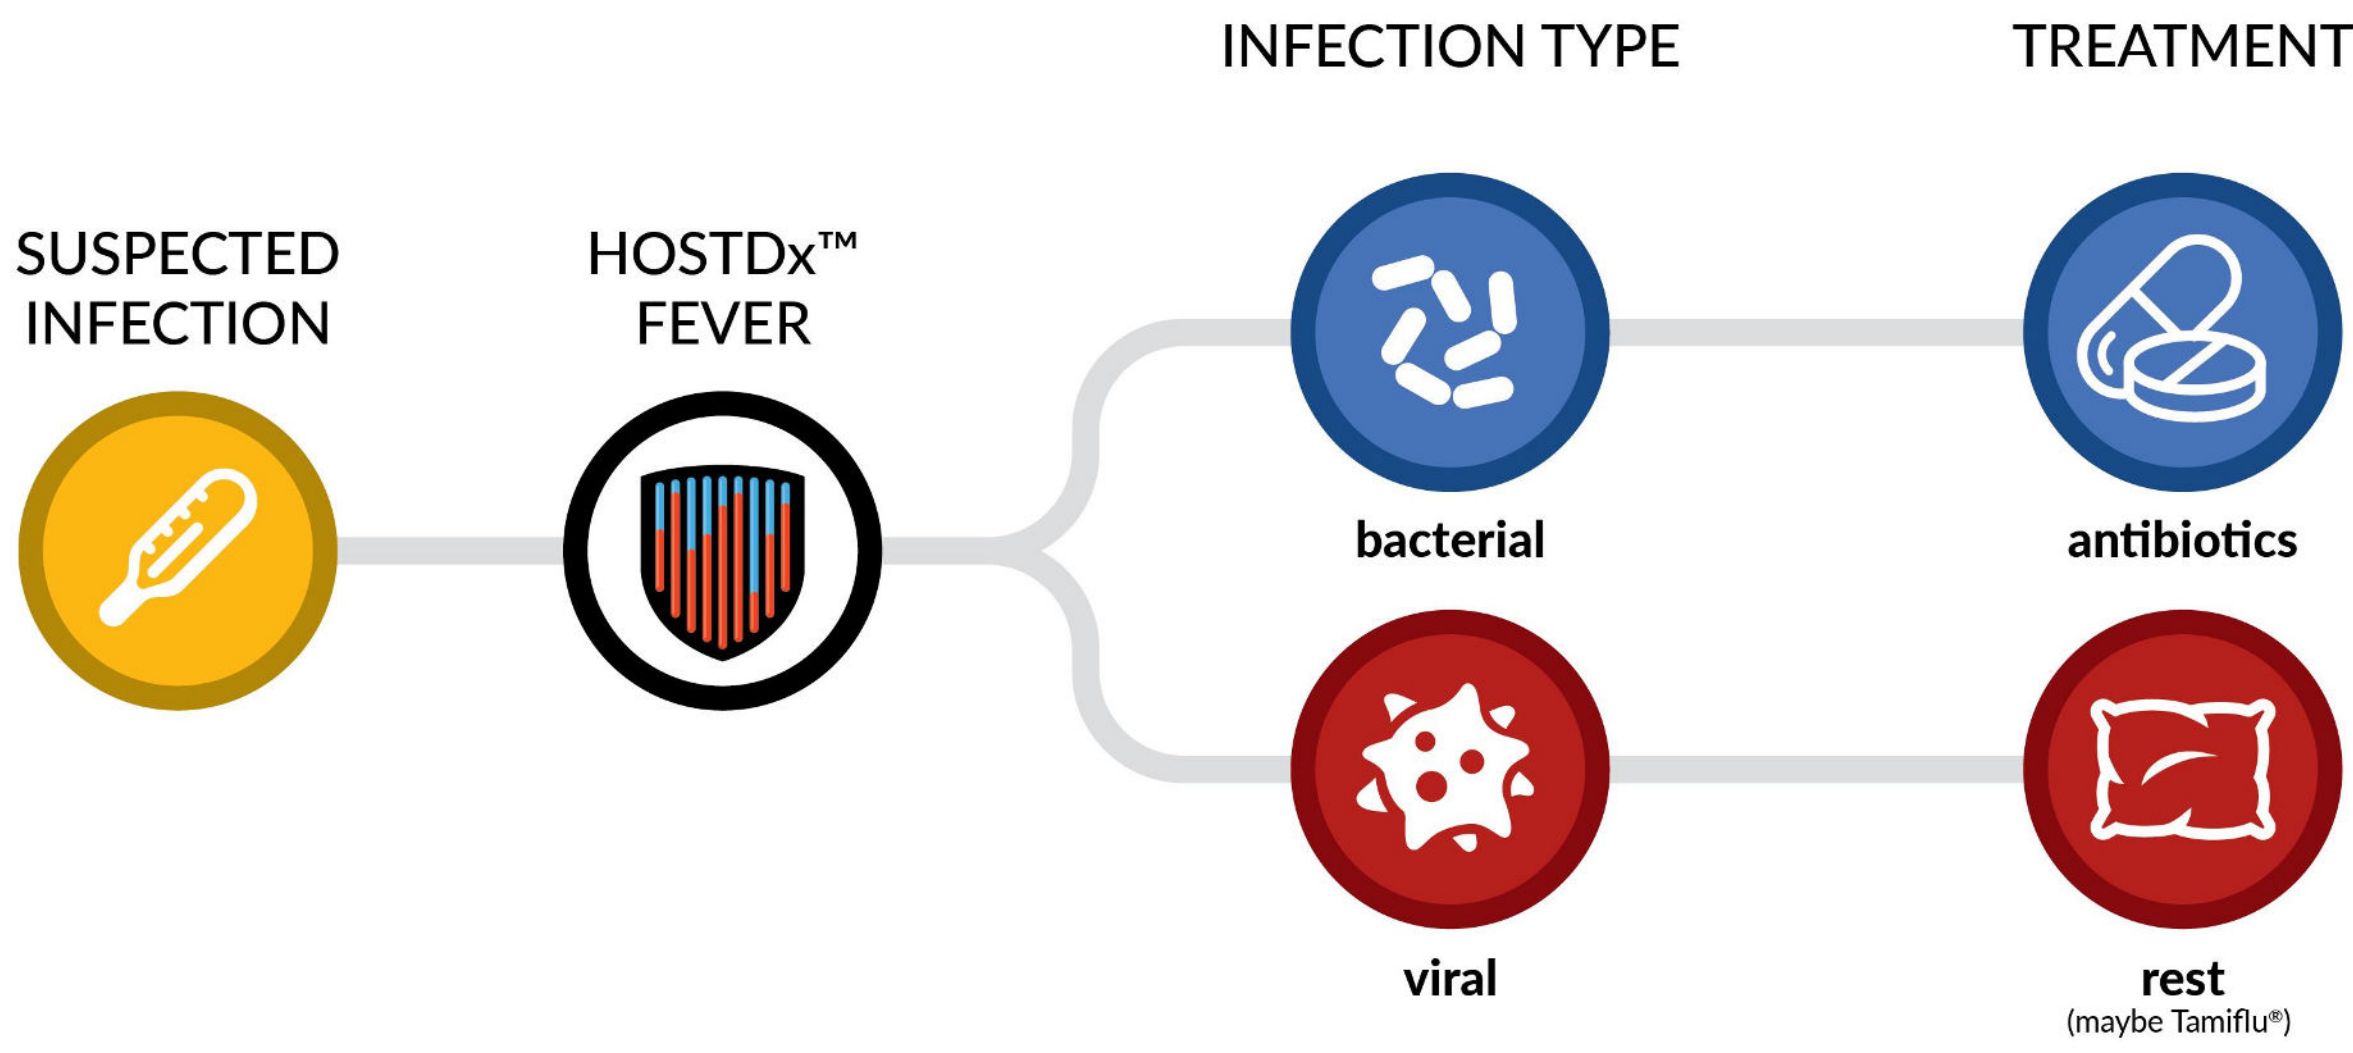 INFECTION TYPE
TREATMENT
SUSPECTED
INFECTION
HOSTDx™
FEVER
bacterial
antibiotics
viral
rest
(maybe Tamiflu®)